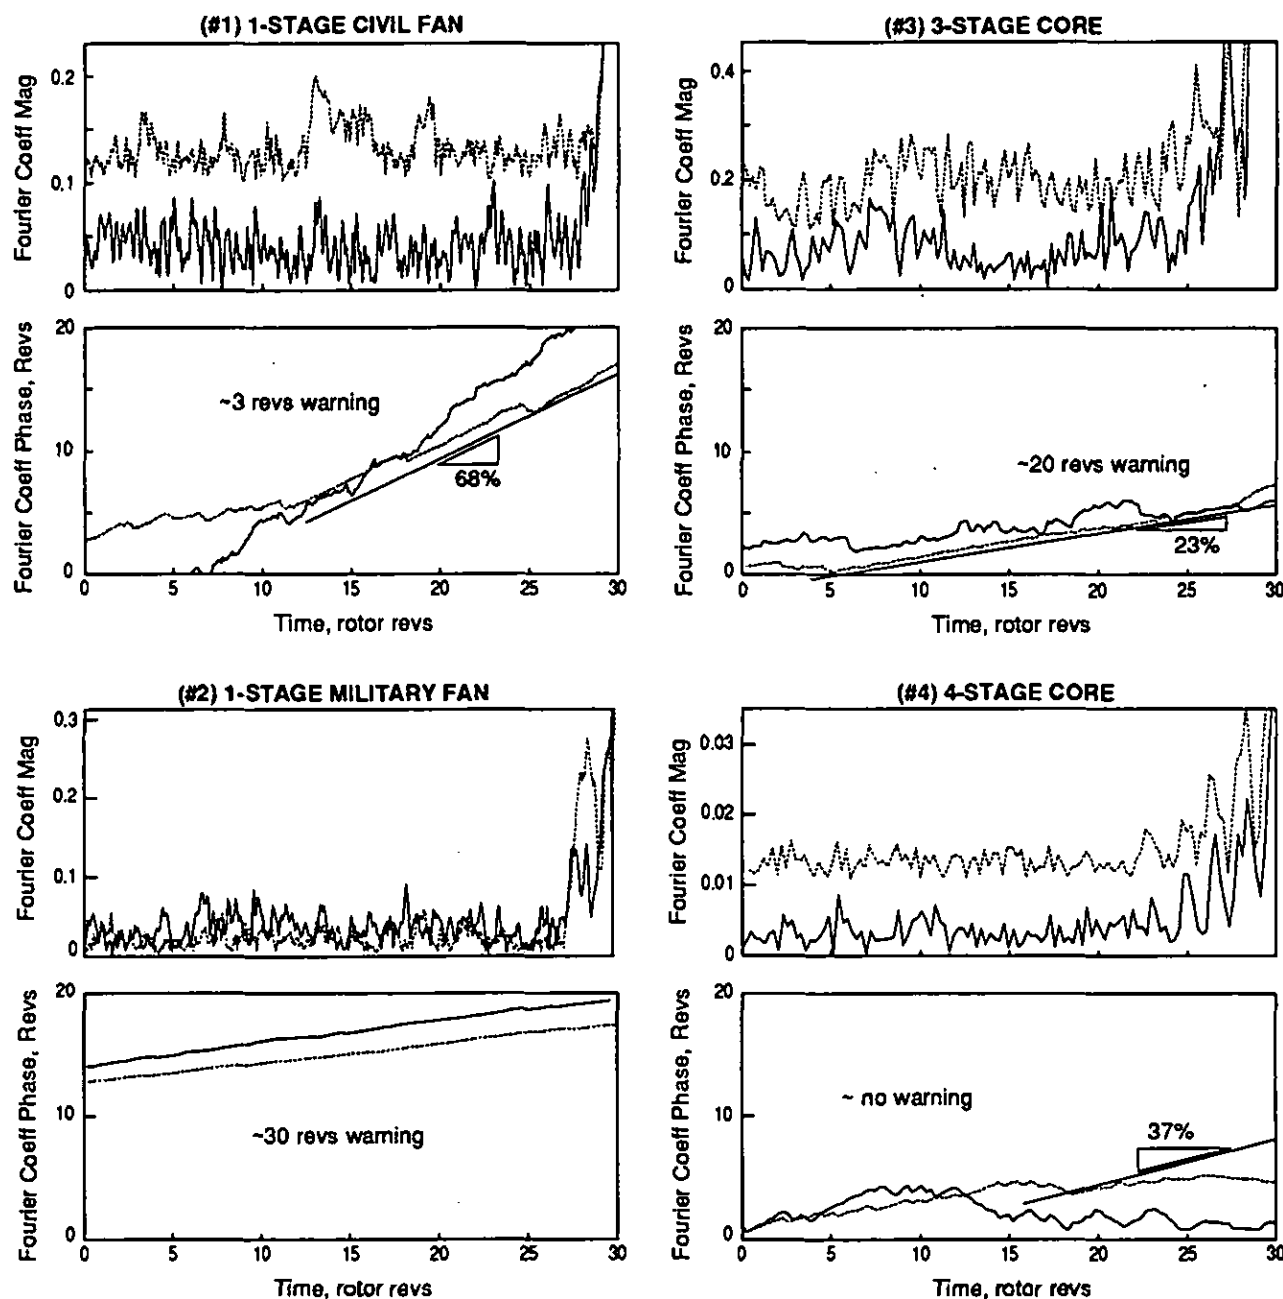 (#1) 1-STAGE CIVIL FAN
Fourier Coeff Mag
0.2
0.1
0
Fourier Coeff Phase, Revs
20
10
0
~3 revs warning
68%
0 5 10 15 20 25 30
Time, rotor revs
(#3) 3-STAGE CORE
Fourier Coeff Mag
0.4
0.2
0
Fourier Coeff Phase, Revs
20
10
0
~20 revs warning
23%
0 5 10 15 20 25 30
Time, rotor revs
(#2) 1-STAGE MILITARY FAN
Fourier Coeff Mag
0.3
0.2
0.1
0
Fourier Coeff Phase, Revs
20
10
0
~30 revs warning
0 5 10 15 20 25 30
Time, rotor revs
(#4) 4-STAGE CORE
Fourier Coeff Mag
0.03
0.02
0.01
0
Fourier Coeff Phase, Revs
20
10
0
~ no warning
37%
0 5 10 15 20 25 30
Time, rotor revs